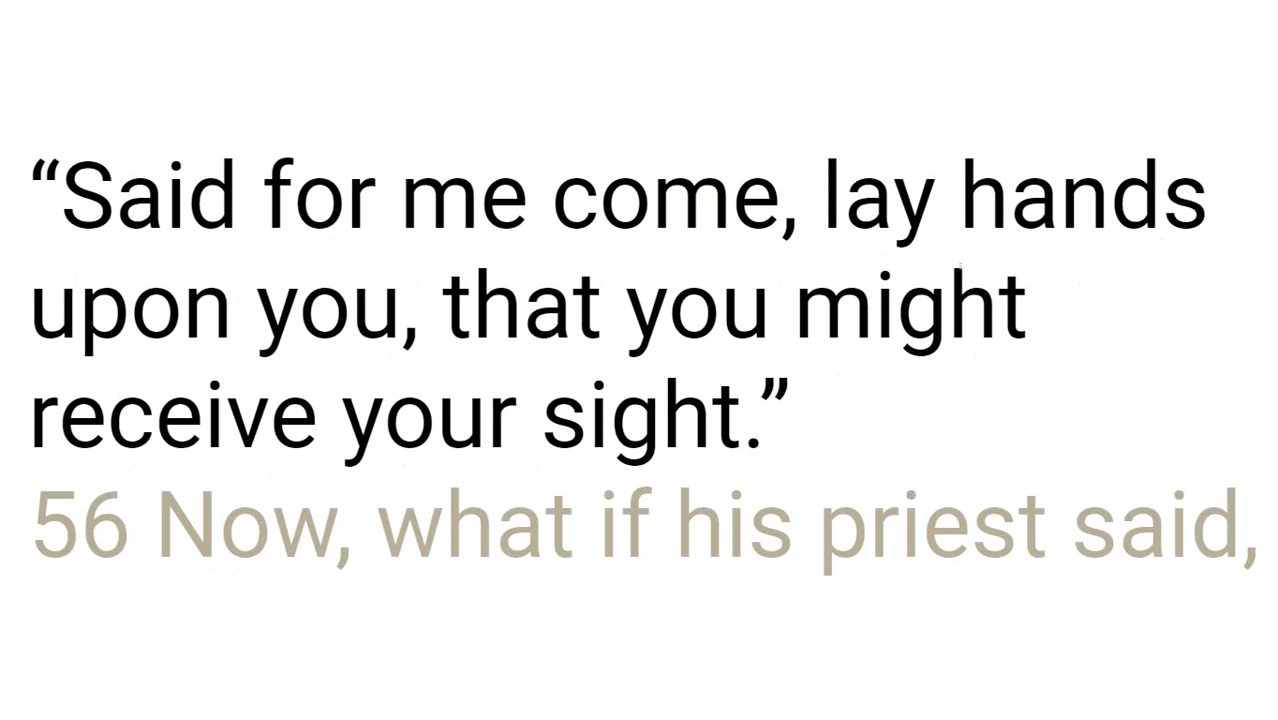 “Said for me come, lay hands
upon you, that you might
receive your sight.”
56 Now, what if his priest said,